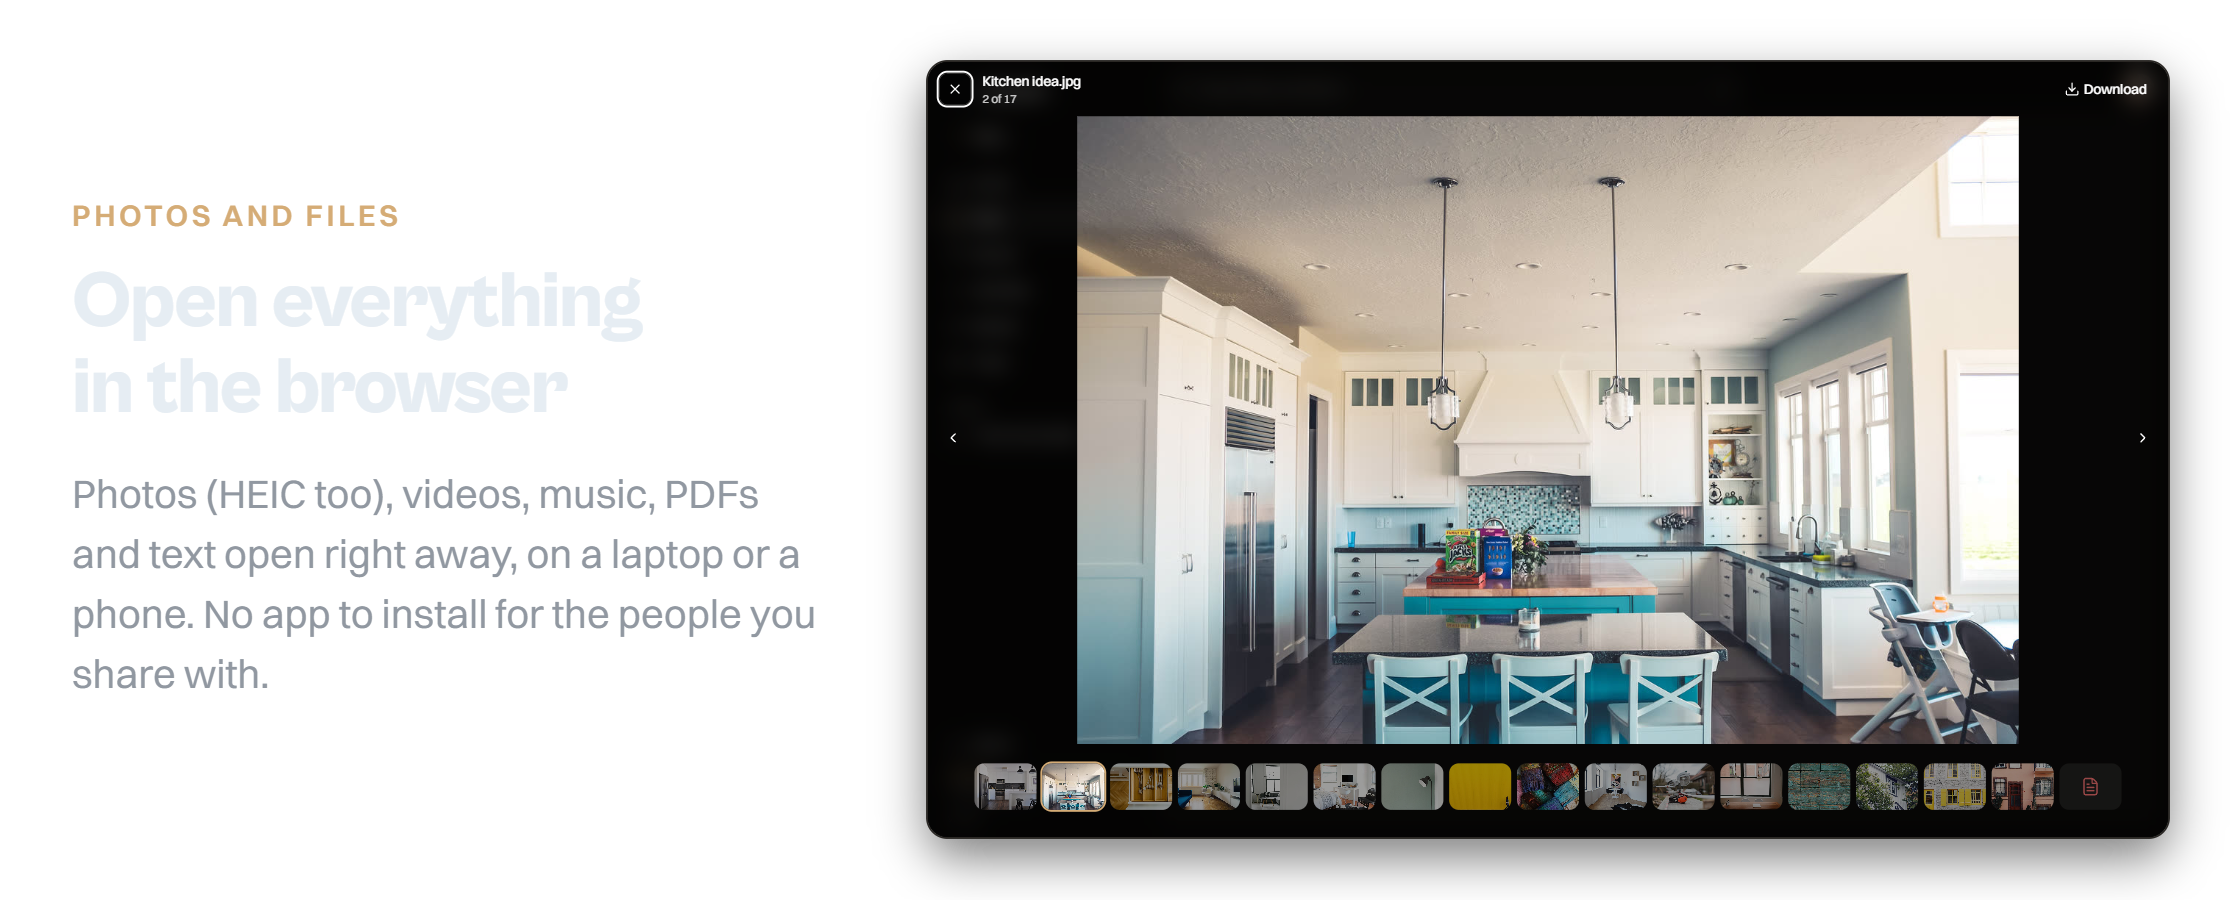 PHOTOS AND FILES
Open everything
in the browser
Photos (HEIC too), videos, music, PDFs
and text open right away, on a laptop or a
phone. No app to install for the people you
share with.
Kitchen idea.jpg
2 of 17
Download